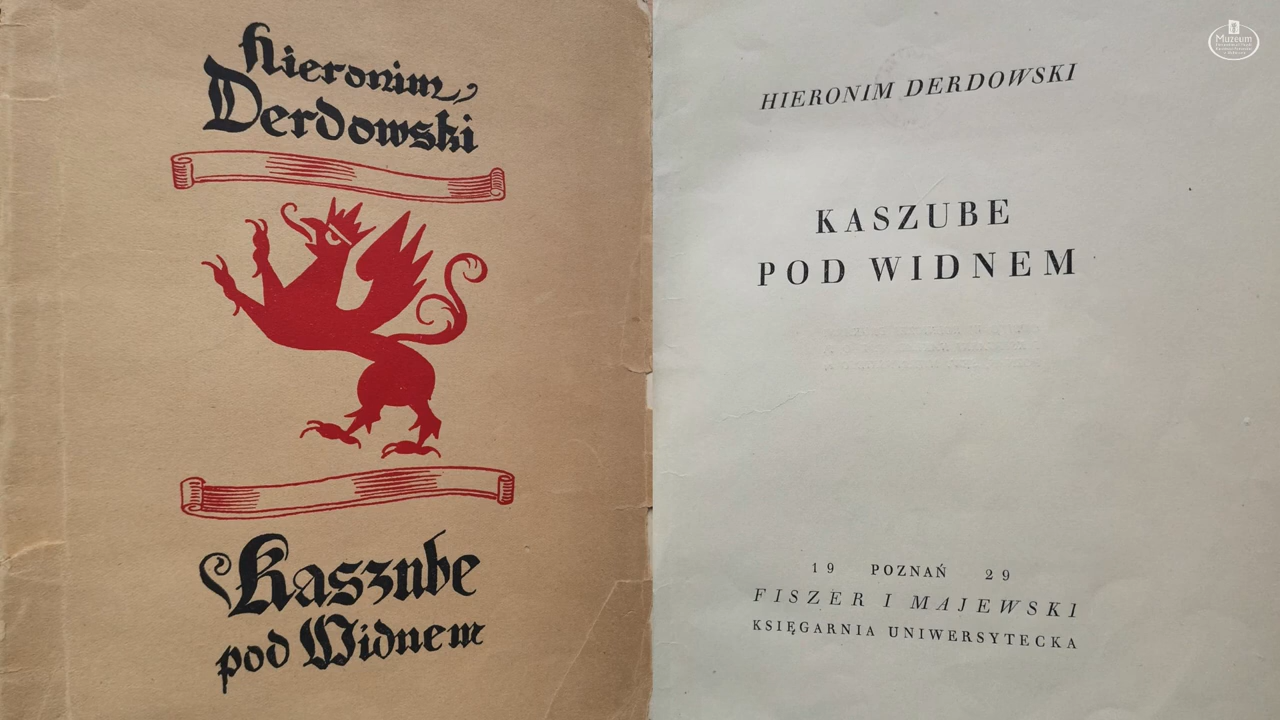 Hieronim
Derdowski
Kaszube
pod Widnem
Muzeum
HIERONIM DERDOWSKI
KASZUBE
POD WIDNEM
19 POZNAŃ 29
FISZER I MAJEWSKI
KSIĘGARNIA UNIWERSYTECKA